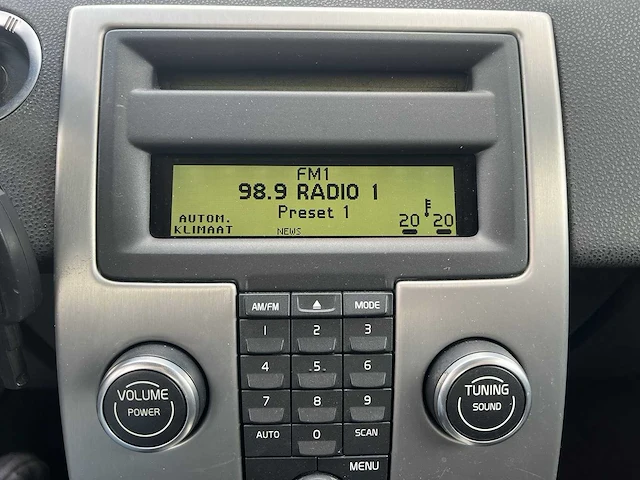 FM1
98.9 RADIO 1
Preset 1
AUTOM. 20 20
KLIMAAT NEWS
AM/FM MODE
1 2 3
4 5 6
7 8 9
AUTO 0 SCAN
MENU
VOLUME
POWER
TUNING
SOUND